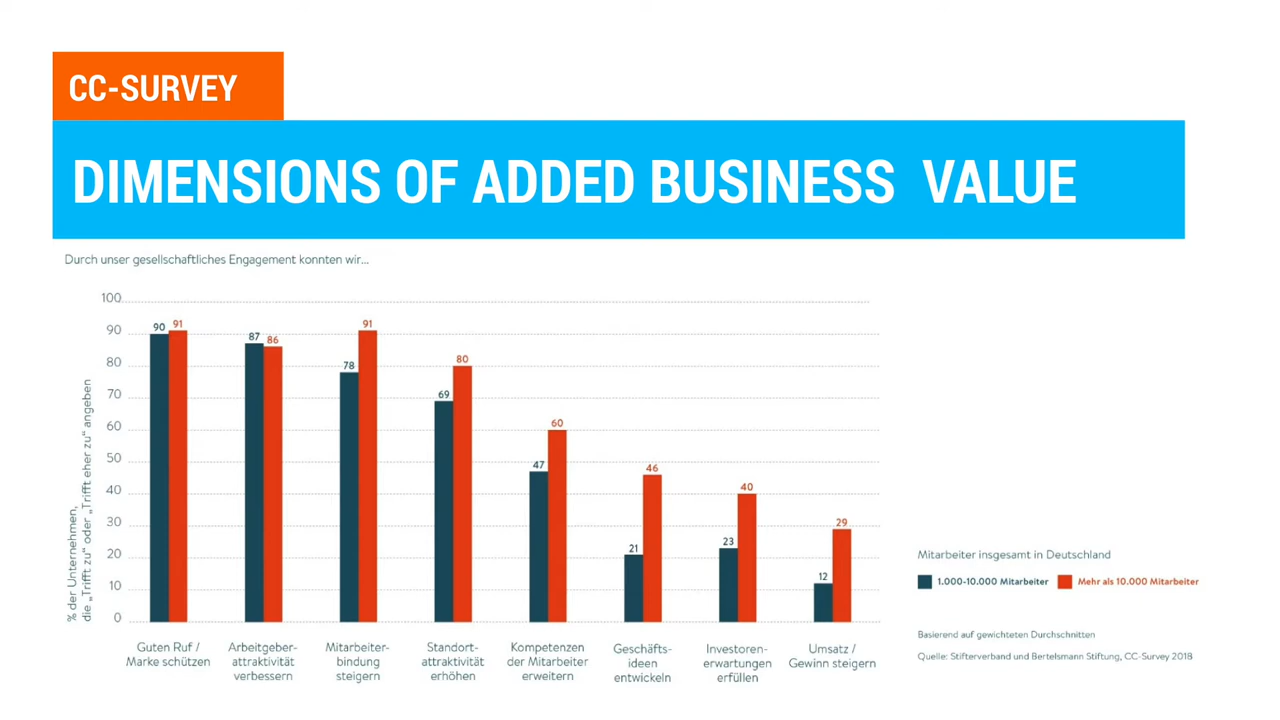 CC-SURVEY
DIMENSIONS OF ADDED BUSINESS VALUE
Durch unser gesellschaftliches Engagement konnten wir...
% der Unternehmen,
die „Trifft zu“ oder „Trifft eher zu“ angeben
100
90
80
70
60
50
40
30
20
10
0
90 91
87 86
78 91
69 80
47 60
21 46
23 40
12 29
Guten Ruf /
Marke schützen
Arbeitgeber-
attraktivität
verbessern
Mitarbeiter-
bindung
steigern
Standort-
attraktivität
erhöhen
Kompetenzen
der Mitarbeiter
erweitern
Geschäfts-
ideen
entwickeln
Investoren-
erwartungen
erfüllen
Umsatz /
Gewinn steigern
Mitarbeiter insgesamt in Deutschland
1.000-10.000 Mitarbeiter Mehr als 10.000 Mitarbeiter
Basierend auf gewichteten Durchschnitten
Quelle: Stifterverband und Bertelsmann Stiftung, CC-Survey 2018